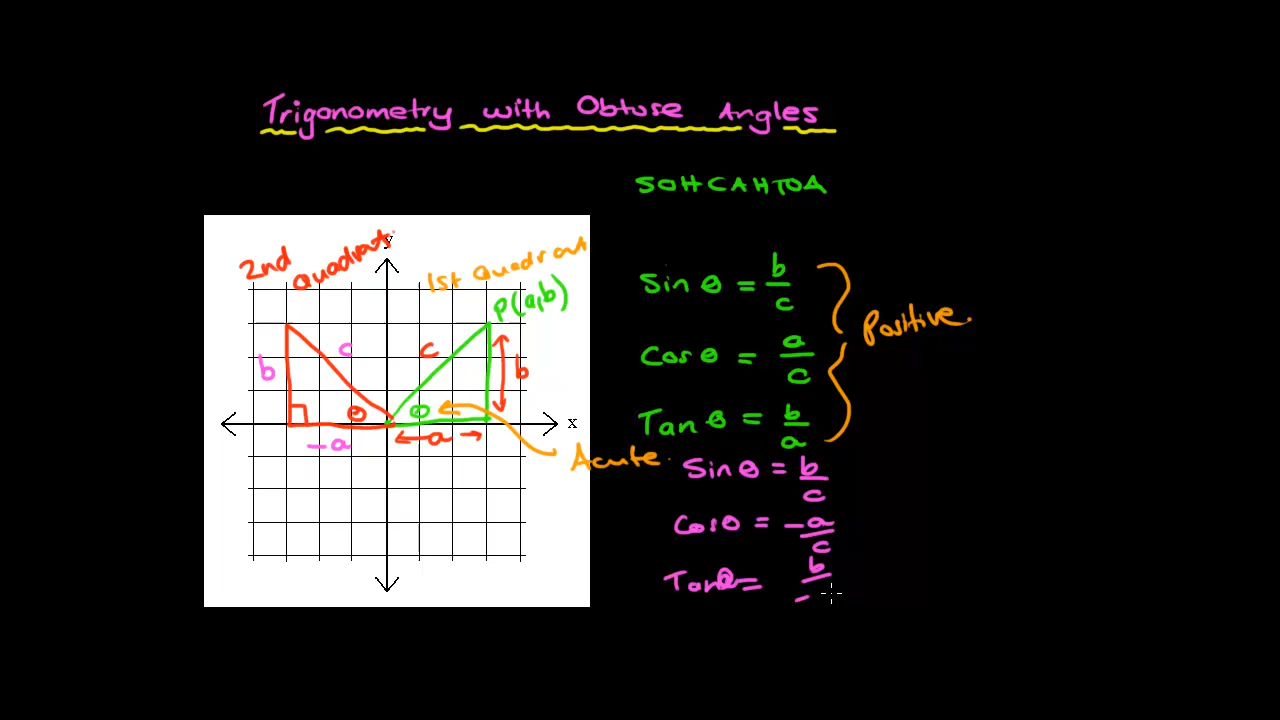 Trigonometry with Obtuse Angles
SOHCAHTOA
2nd quadrant
y
1st Quadrant
P(a,b)
b
c
c
b
θ
θ
x
-a
a
Acute
Sin θ = b/c
Cos θ = a/c
Tan θ = b/a
Positive
Sin θ = b/c
Cos θ = -a/c
Tan θ = b/-